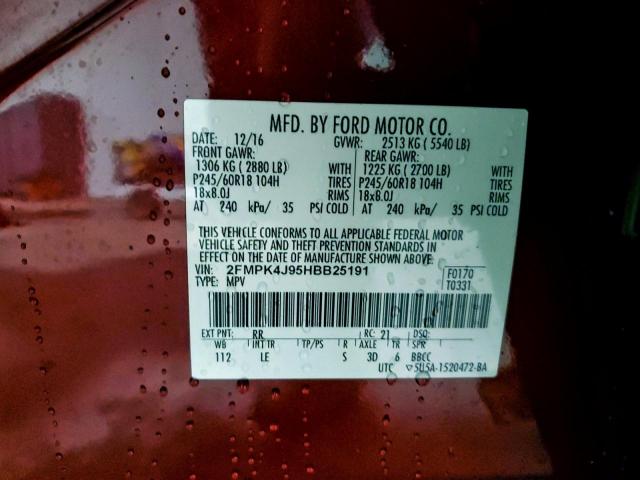 MFD. BY FORD MOTOR CO.
DATE: 12/16 GVWR: 2513 KG ( 5540 LB)
FRONT GAWR: REAR GAWR:
1306 KG ( 2880 LB) WITH 1225 KG ( 2700 LB) WITH
P245/60R18 104H TIRES P245/60R18 104H TIRES
18x8.0J RIMS 18x8.0J RIMS
AT 240 kPa/ 35 PSI COLD AT 240 kPa/ 35 PSI COLD
THIS VEHICLE CONFORMS TO ALL APPLICABLE FEDERAL MOTOR
VEHICLE SAFETY AND THEFT PREVENTION STANDARDS IN
EFFECT ON THE DATE OF MANUFACTURE SHOWN ABOVE.
VIN: 2FMPK4J95HBB25191 F0170
TYPE: MPV T0331
EXT PNT: RR RC: 21 DSO:
WB INT TR TP/PS R AXLE TR SPR
112 LE S 3D 6 BBCC
UTC ▽5U5A-1520472-BA